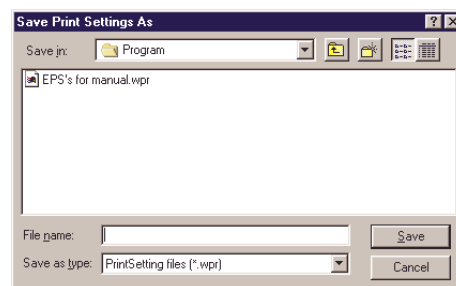 Save Print Settings As
Save in: Program
EPS's for manual.wpr
File name: Save
Save as type: PrintSetting files (*.wpr) Cancel